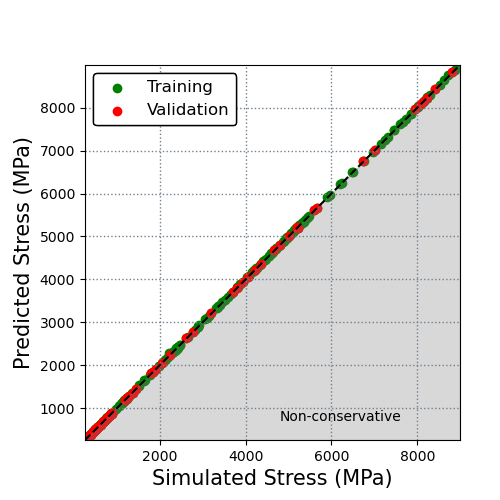 Training
Validation
Predicted Stress (MPa)
8000
7000
6000
5000
4000
3000
2000
1000
Non-conservative
2000 4000 6000 8000
Simulated Stress (MPa)